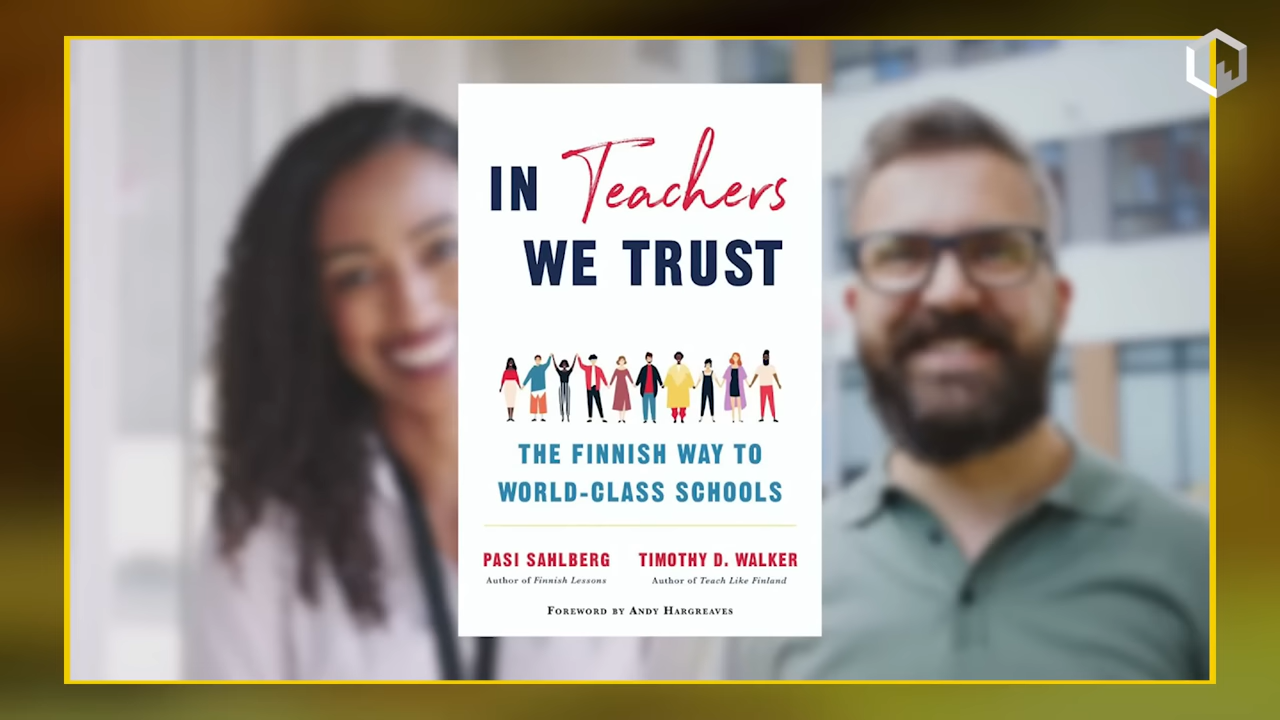 IN Teachers
WE TRUST
THE FINNISH WAY TO
WORLD-CLASS SCHOOLS
PASI SAHLBERG TIMOTHY D. WALKER
Author of Finnish Lessons Author of Teach Like Finland
FOREWORD BY ANDY HARGREAVES